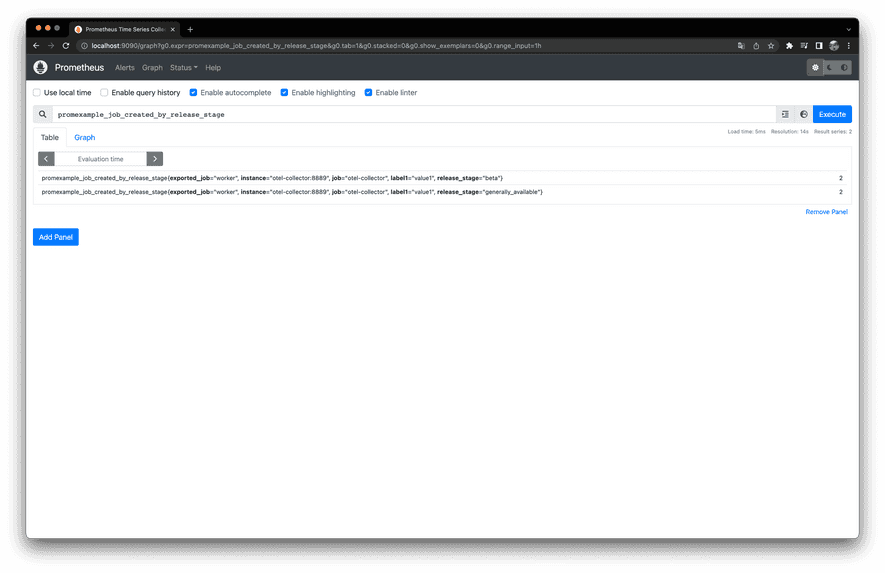 Prometheus Time Series Collec
localhost:9090/graph?g0.expr=promexample_job_created_by_release_stage&g0.tab=1&g0.stacked=0&g0.show_exemplars=0&g0.range_input=1h
Prometheus Alerts Graph Status Help
Use local time Enable query history Enable autocomplete Enable highlighting Enable linter
promexample_job_created_by_release_stage Execute
Table Graph Load time: 5ms Resolution: 14s Result series: 2
Evaluation time
promexample_job_created_by_release_stage{exported_job="worker", instance="otel-collector:8889", job="otel-collector", label1="value1", release_stage="beta"} 2
promexample_job_created_by_release_stage{exported_job="worker", instance="otel-collector:8889", job="otel-collector", label1="value1", release_stage="generally_available"} 2
Remove Panel
Add Panel